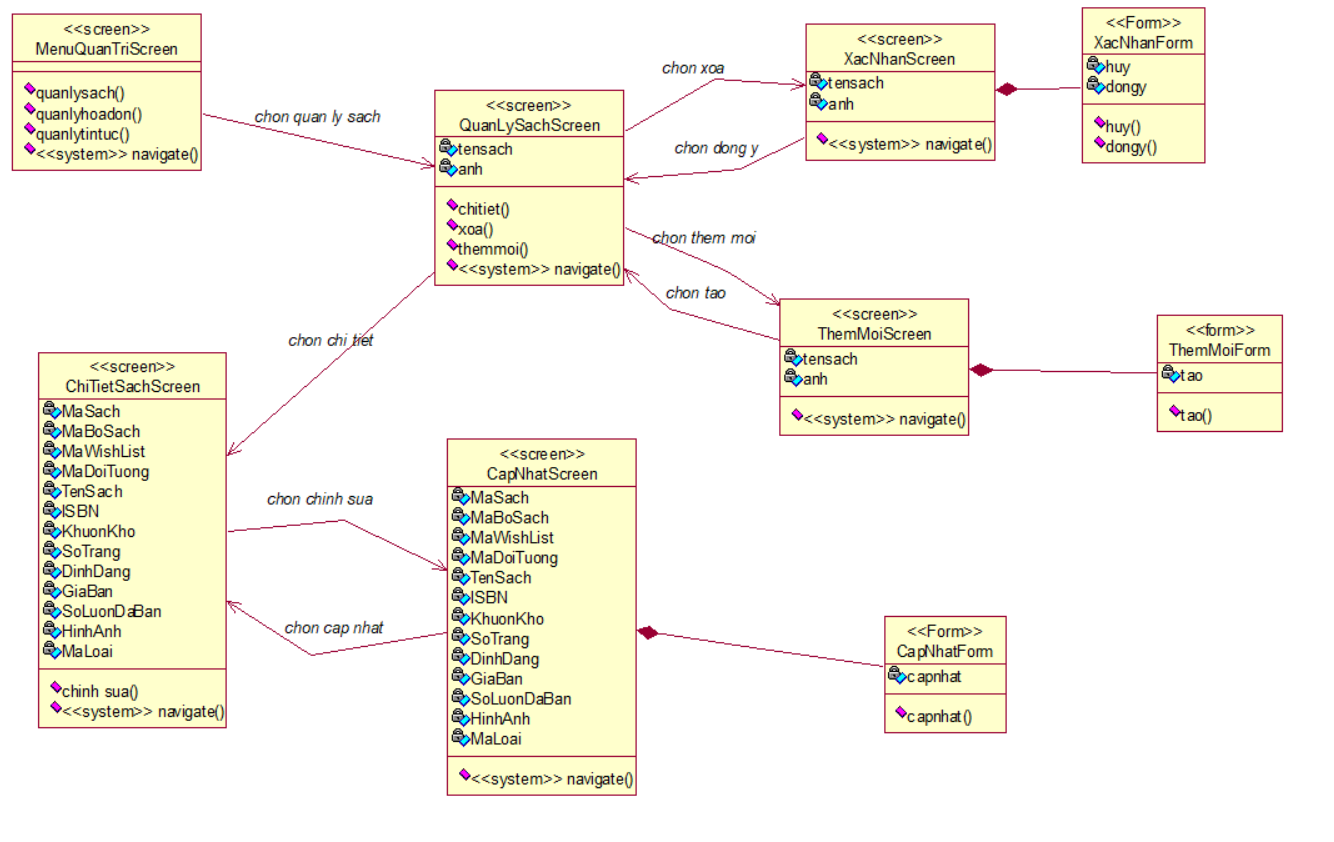 <<screen>>
MenuQuanTriScreen
quanlysach()
quanlyhoadon()
quanlytintuc()
<<system>> navigate()
chon quan ly sach
<<screen>>
QuanLySachScreen
tensach
anh
chitiet()
xoa()
themmoi()
<<system>> navigate()
chon xoa
chon dong y
<<screen>>
XacNhanScreen
tensach
anh
<<system>> navigate()
<<Form>>
XacNhanForm
huy
dongy
huy()
dongy()
chon them moi
chon tao
<<screen>>
ThemMoiScreen
tensach
anh
<<system>> navigate()
<<form>>
ThemMoiForm
tao
tao()
chon chi tiet
<<screen>>
ChiTietSachScreen
MaSach
MaBoSach
MaWishList
MaDoiTuong
TenSach
ISBN
KhuonKho
SoTrang
DinhDang
GiaBan
SoLuonDaBan
HinhAnh
MaLoai
chinh sua()
<<system>> navigate()
chon chinh sua
chon cap nhat
<<screen>>
CapNhatScreen
MaSach
MaBoSach
MaWishList
MaDoiTuong
TenSach
ISBN
KhuonKho
SoTrang
DinhDang
GiaBan
SoLuonDaBan
HinhAnh
MaLoai
<<system>> navigate()
<<Form>>
CapNhatForm
capnhat
capnhat()